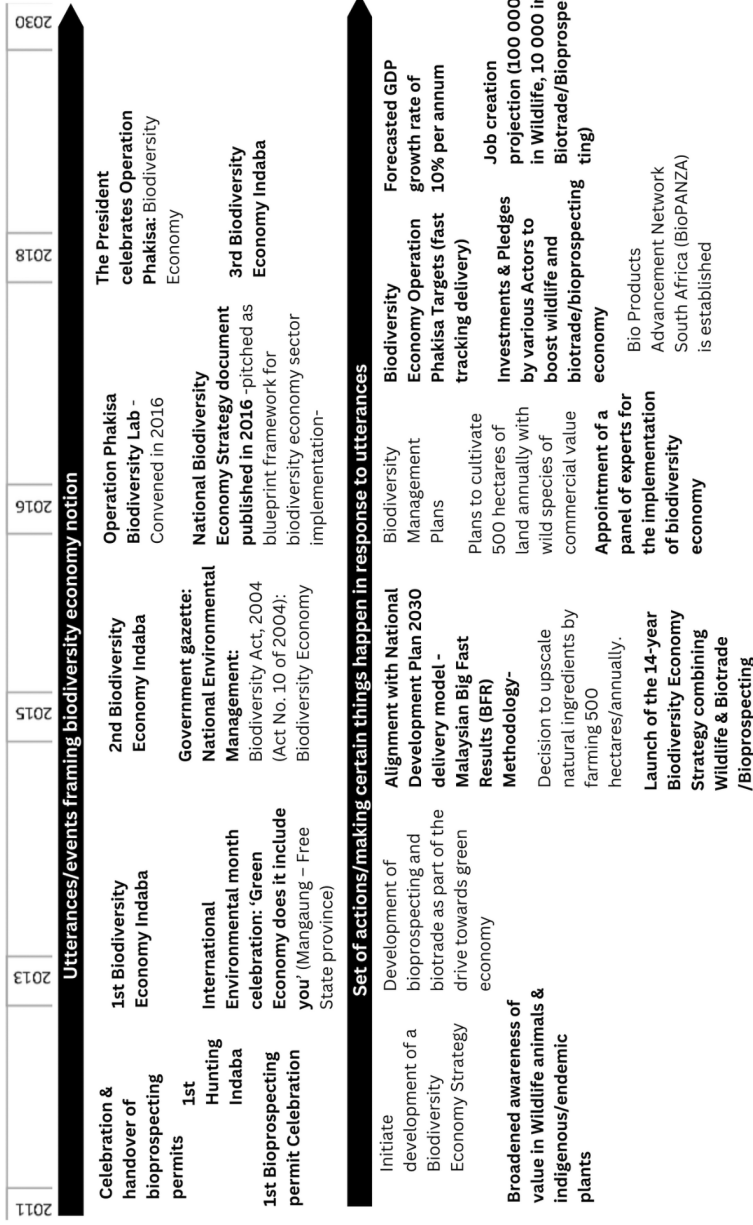 2011
2013
2015
2016
2018
2030
Utterances/events framing biodiversity economy notion
Celebration &
handover of
bioprospecting
permits
1st
Hunting
Indaba
1st Bioprospecting
permit Celebration
1st Biodiversity
Economy Indaba
International
Environmental month
celebration: ‘Green
Economy does it include
you’ (Mangaung – Free
State province)
2nd Biodiversity
Economy Indaba
Government gazette:
National Environmental
Management:
Biodiversity Act, 2004
(Act No. 10 of 2004):
Biodiversity Economy
Operation Phakisa
Biodiversity Lab -
Convened in 2016
National Biodiversity
Economy Strategy document
published in 2016 -pitched as
blueprint framework for
biodiversity economy sector
implementation-
The President
celebrates Operation
Phakisa: Biodiversity
Economy
3rd Biodiversity
Economy Indaba
Set of actions/making certain things happen in response to utterances
Initiate
development of a
Biodiversity
Economy Strategy
Broadened awareness of
value in Wildlife animals &
indigenous/endemic
plants
Development of
bioprospecting and
biotrade as part of the
drive towards green
economy
Alignment with National
Development Plan 2030
delivery model -
Malaysian Big Fast
Results (BFR)
Methodology-
Decision to upscale
natural ingredients by
farming 500
hectares/annually.
Launch of the 14-year
Biodiversity Economy
Strategy combining
Wildlife & Biotrade
/Bioprospecting
Biodiversity
Management
Plans
Plans to cultivate
500 hectares of
land annually with
wild species of
commercial value
Appointment of a
panel of experts for
the implementation
of biodiversity
economy
Biodiversity
Economy Operation
Phakisa Targets (fast
tracking delivery)
Investments & Pledges
by various Actors to
boost wildlife and
biotrade/bioprospecting
economy
Bio Products
Advancement Network
South Africa (BioPANZA)
is established
Forecasted GDP
growth rate of
10% per annum
Job creation
projection (100 000
in Wildlife, 10 000 in
Biotrade/Bioprospe
ting)